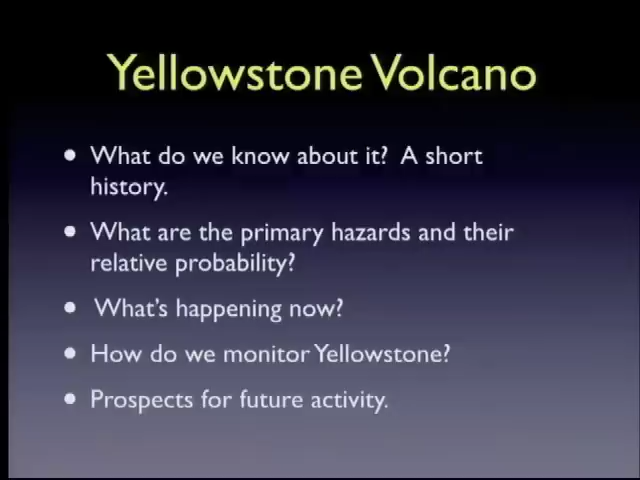 Yellowstone Volcano
• What do we know about it? A short
history.
• What are the primary hazards and their
relative probability?
• What's happening now?
• How do we monitor Yellowstone?
• Prospects for future activity.